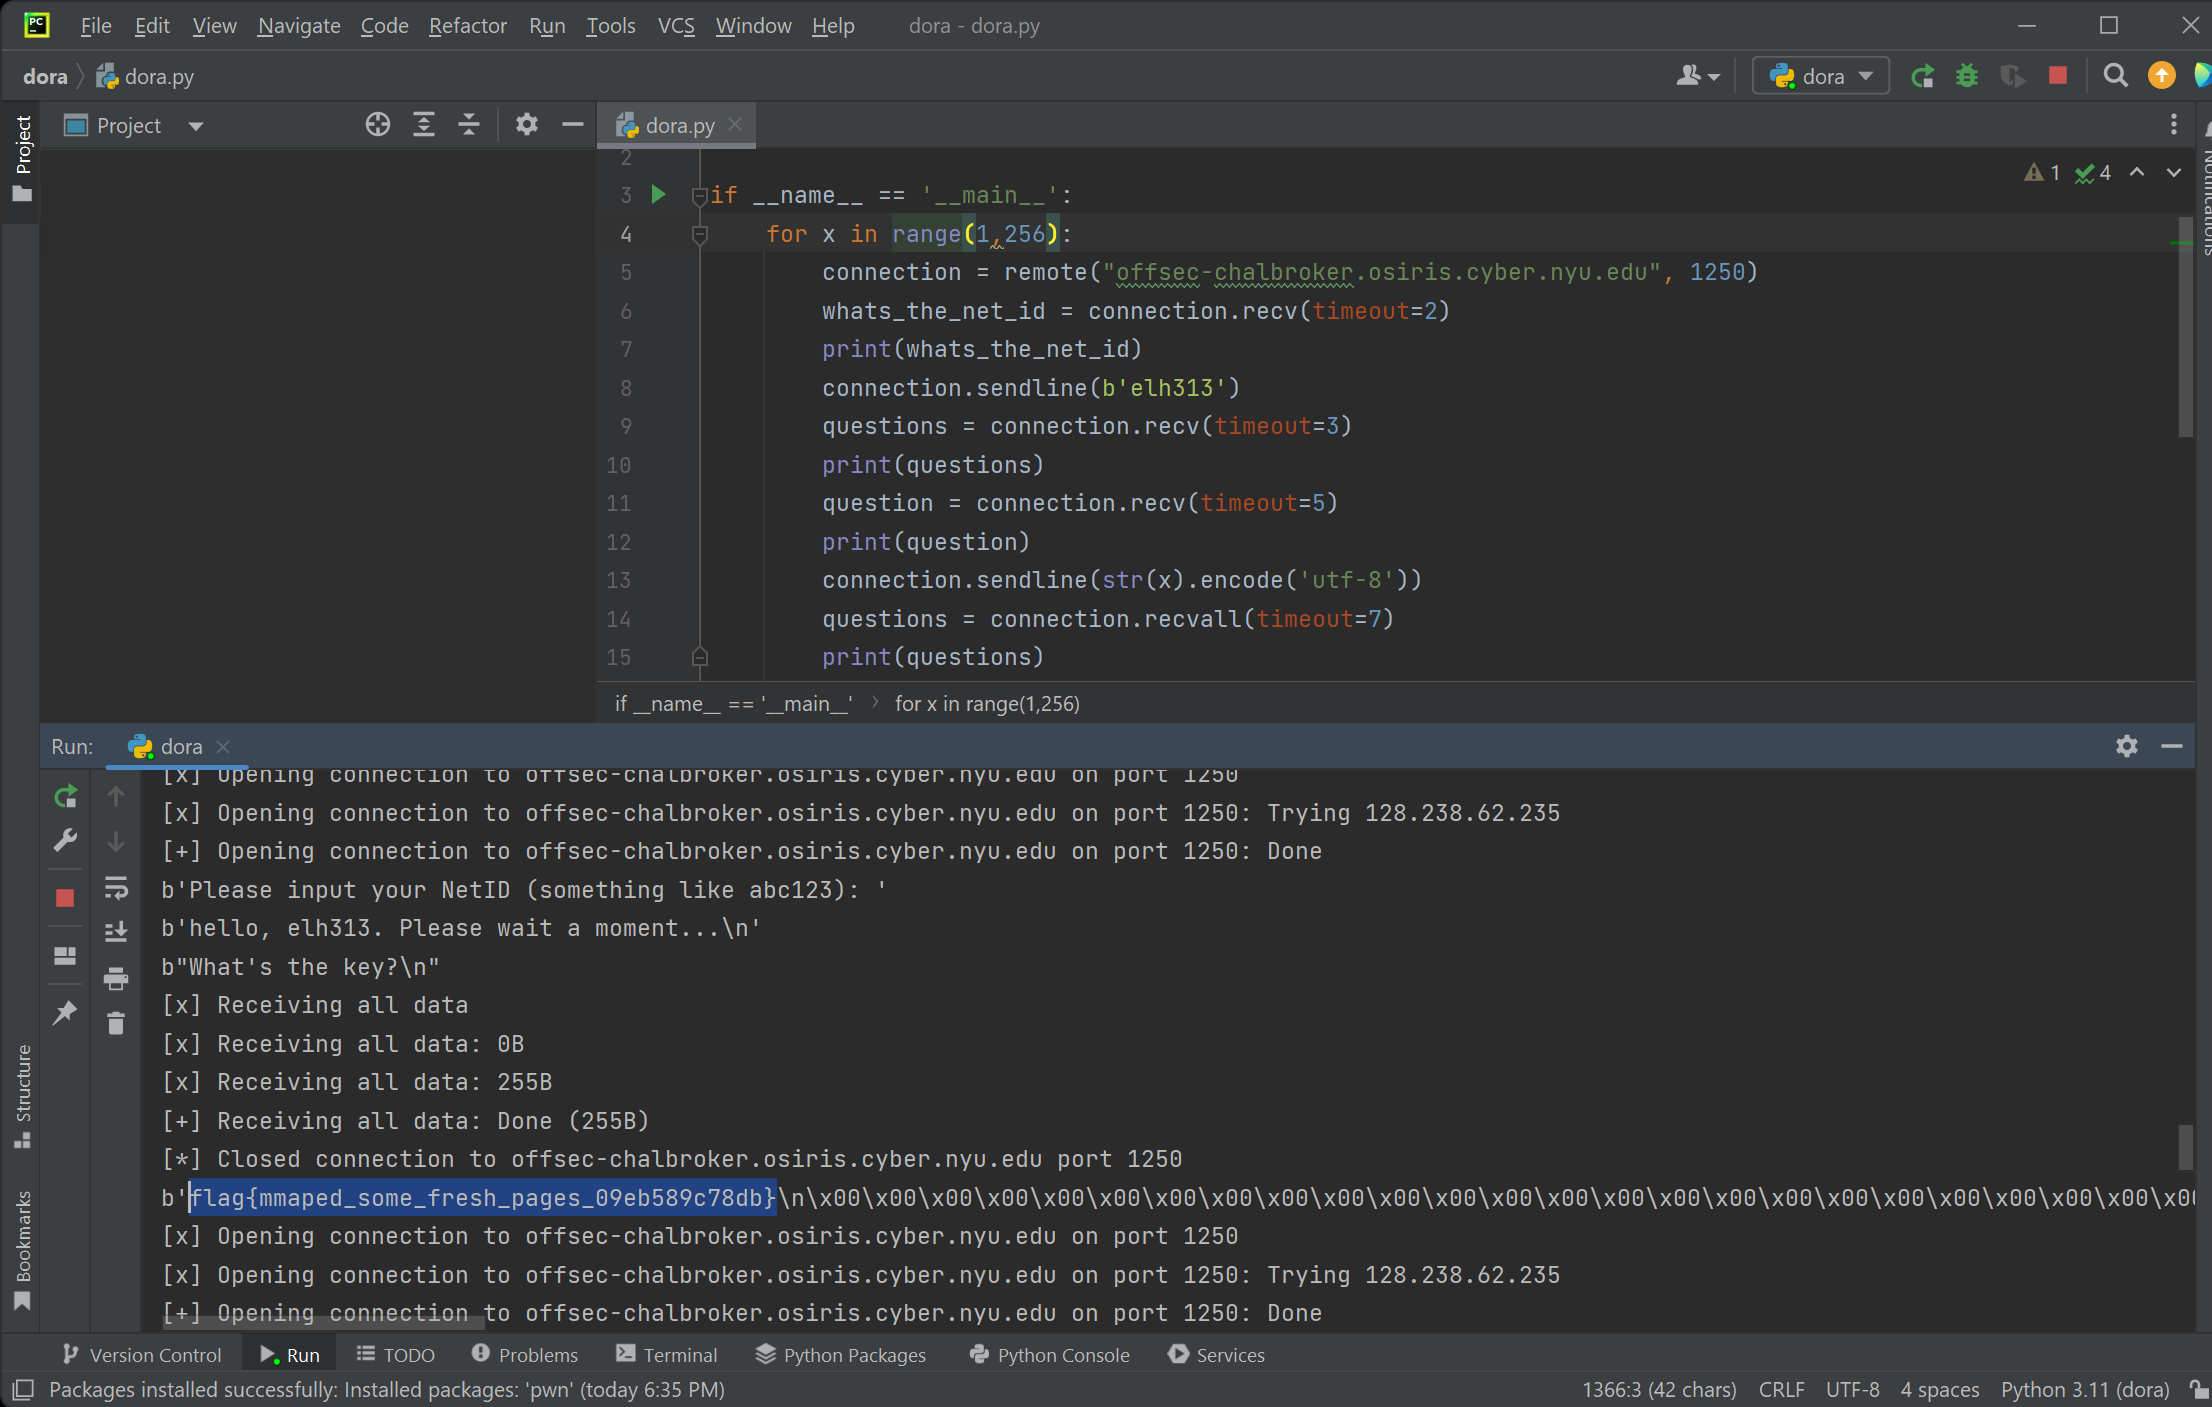 PC
File Edit View Navigate Code Refactor Run Tools VCS Window Help dora - dora.py
dora dora.py
dora
Project
Project
dora.py
Notifications
2
1 4
3 if __name__ == '__main__':
4 for x in range(1,256):
5 connection = remote("offsec-chalbroker.osiris.cyber.nyu.edu", 1250)
6 whats_the_net_id = connection.recv(timeout=2)
7 print(whats_the_net_id)
8 connection.sendline(b'elh313')
9 questions = connection.recv(timeout=3)
10 print(questions)
11 question = connection.recv(timeout=5)
12 print(question)
13 connection.sendline(str(x).encode('utf-8'))
14 questions = connection.recvall(timeout=7)
15 print(questions)
if __name__ == '__main__' › for x in range(1,256)
Run: dora
[x] Opening connection to offsec-chalbroker.osiris.cyber.nyu.edu on port 1250
[x] Opening connection to offsec-chalbroker.osiris.cyber.nyu.edu on port 1250: Trying 128.238.62.235
[+] Opening connection to offsec-chalbroker.osiris.cyber.nyu.edu on port 1250: Done
b'Please input your NetID (something like abc123): '
b'hello, elh313. Please wait a moment...\n'
b"What's the key?\n"
[x] Receiving all data
[x] Receiving all data: 0B
[x] Receiving all data: 255B
[+] Receiving all data: Done (255B)
[*] Closed connection to offsec-chalbroker.osiris.cyber.nyu.edu port 1250
b'flag{mmaped_some_fresh_pages_09eb589c78db}\n\x00\x00\x00\x00\x00\x00\x00\x00\x00\x00\x00\x00\x00\x00\x00\x00\x00\x00\x00\x00\x00\x00\x00\x00\x00
[x] Opening connection to offsec-chalbroker.osiris.cyber.nyu.edu on port 1250
[x] Opening connection to offsec-chalbroker.osiris.cyber.nyu.edu on port 1250: Trying 128.238.62.235
[+] Opening connection to offsec-chalbroker.osiris.cyber.nyu.edu on port 1250: Done
Structure
Bookmarks
Version Control Run TODO Problems Terminal Python Packages Python Console Services
Packages installed successfully: Installed packages: 'pwn' (today 6:35 PM) 1366:3 (42 chars) CRLF UTF-8 4 spaces Python 3.11 (dora)